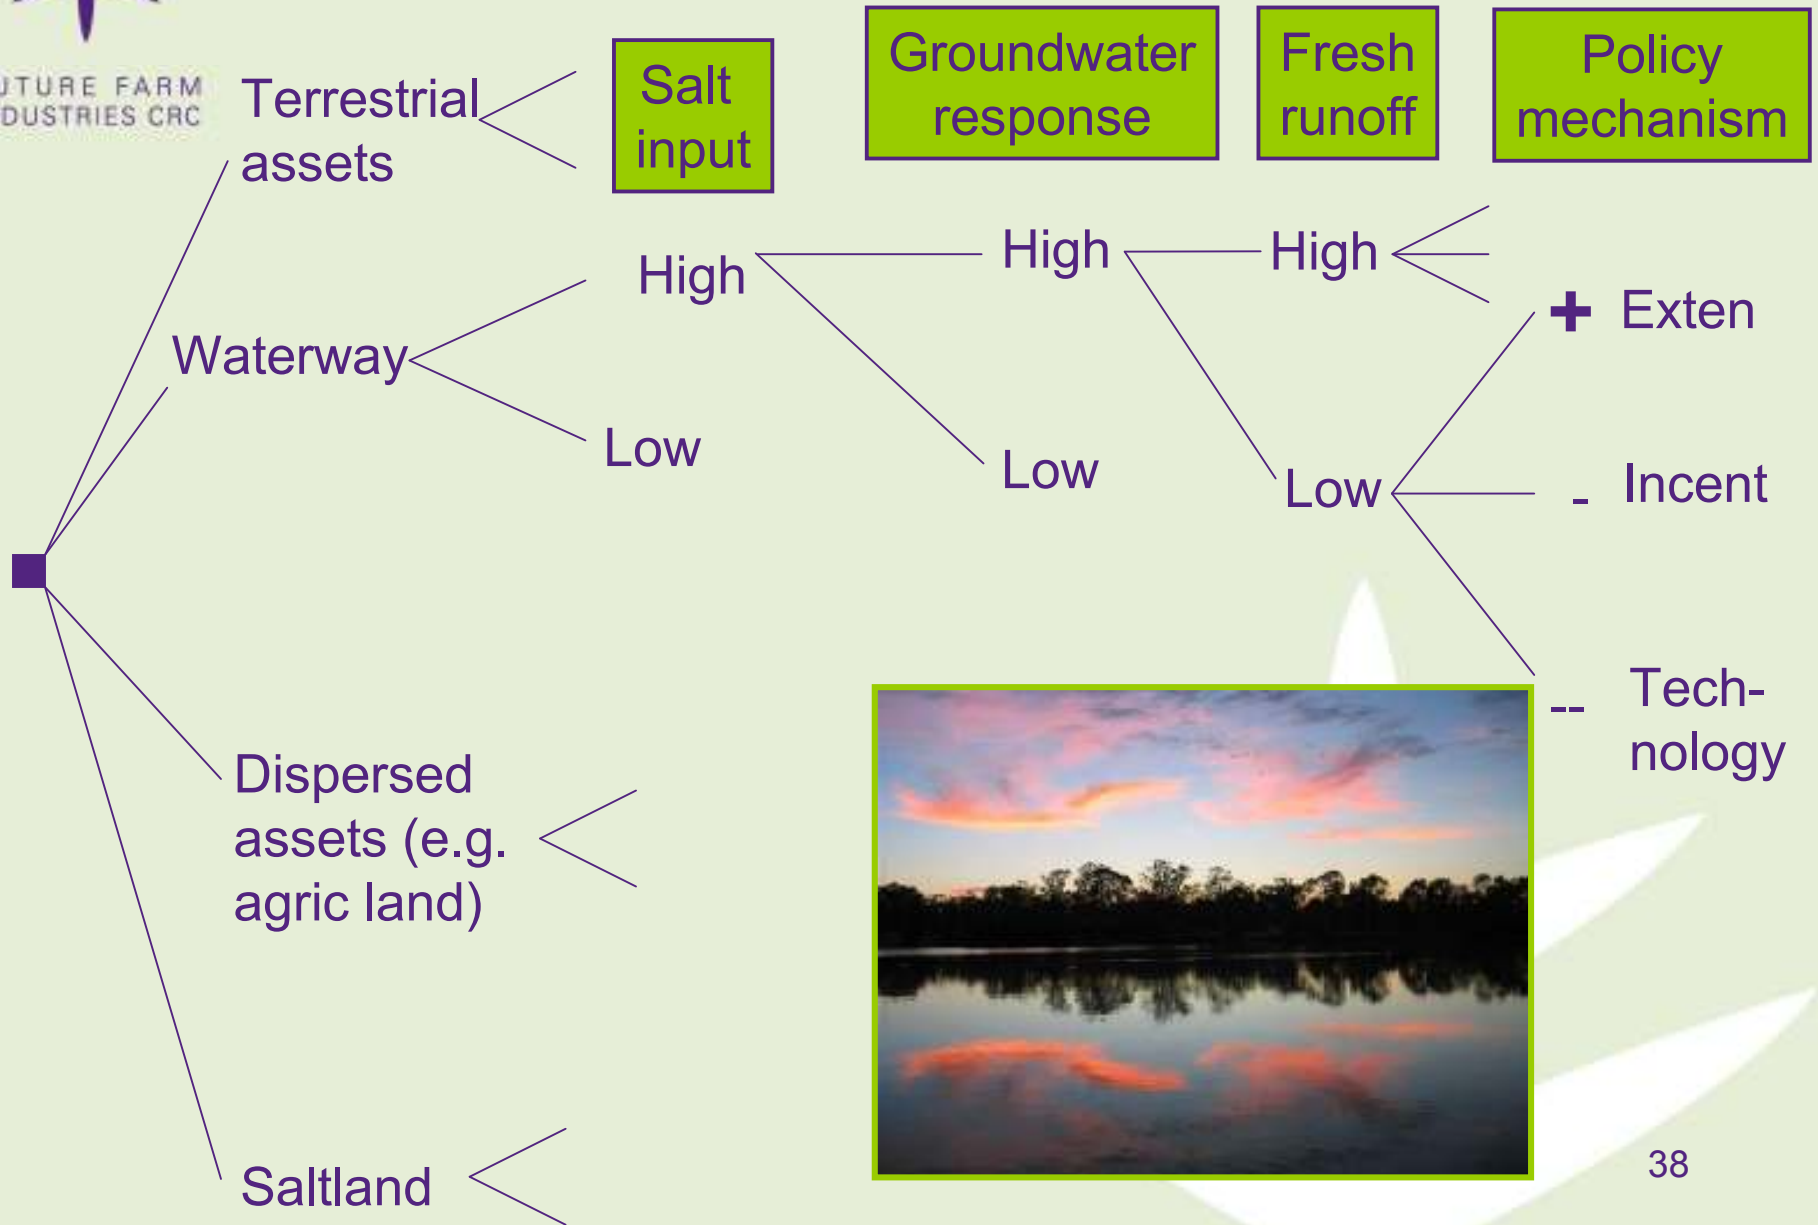 UTURE FARM
DUSTRIES CRC
Terrestrial
assets
Salt
input
Groundwater
response
Fresh
runoff
Policy
mechanism
High
High
High
+ Exten
Waterway
Low
Low
Low
- Incent
-- Tech-
nology
Dispersed
assets (e.g.
agric land)
Saltland
38